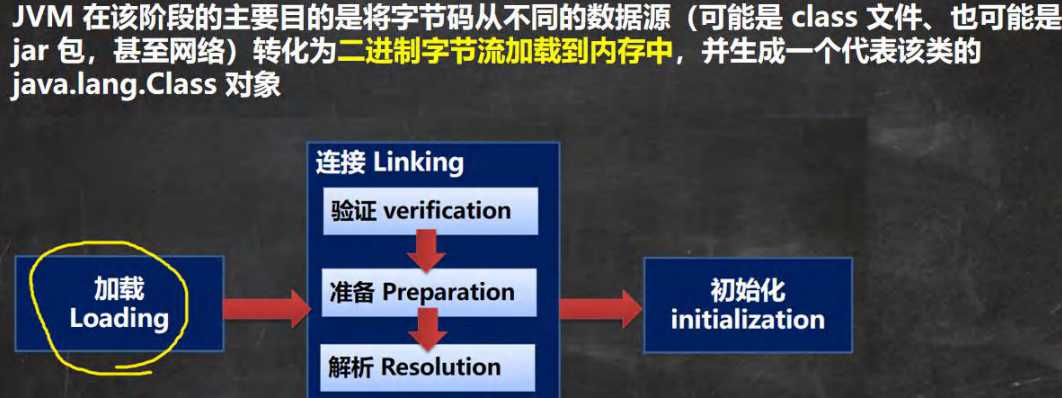 JVM 在该阶段的主要目的是将字节码从不同的数据源（可能是 class 文件、也可能是
jar 包，甚至网络）转化为二进制字节流加载到内存中，并生成一个代表该类的
java.lang.Class 对象
加载
Loading
连接 Linking
验证 verification
准备 Preparation
解析 Resolution
初始化
initialization